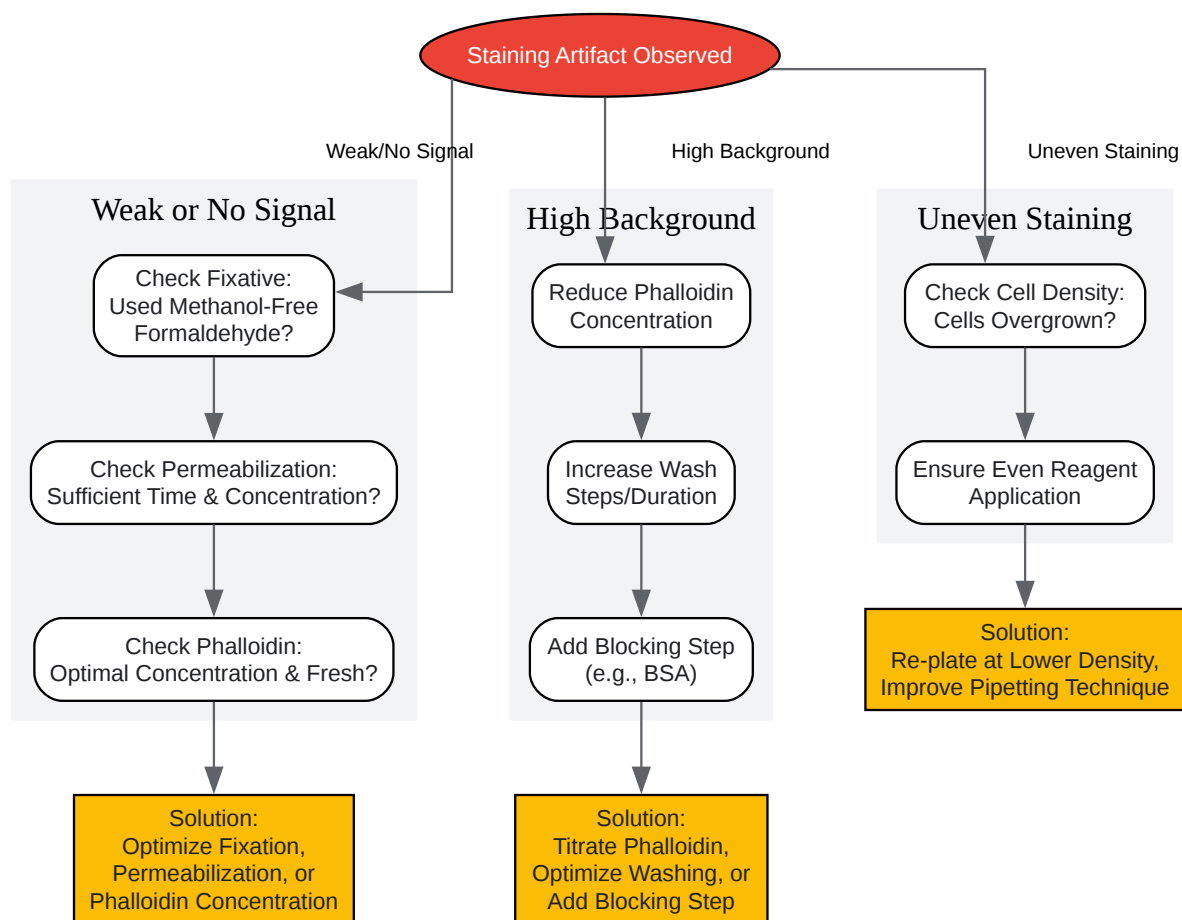 Staining Artifact Observed
Weak/No Signal
High Background
Uneven Staining
Weak or No Signal
Check Fixative:
Used Methanol-Free
Formaldehyde?
Check Permeabilization:
Sufficient Time & Concentration?
Check Phalloidin:
Optimal Concentration & Fresh?
Solution:
Optimize Fixation,
Permeabilization, or
Phalloidin Concentration
High Background
Reduce Phalloidin
Concentration
Increase Wash
Steps/Duration
Add Blocking Step
(e.g., BSA)
Solution:
Titrate Phalloidin,
Optimize Washing, or
Add Blocking Step
Uneven Staining
Check Cell Density:
Cells Overgrown?
Ensure Even Reagent
Application
Solution:
Re-plate at Lower Density,
Improve Pipetting Technique